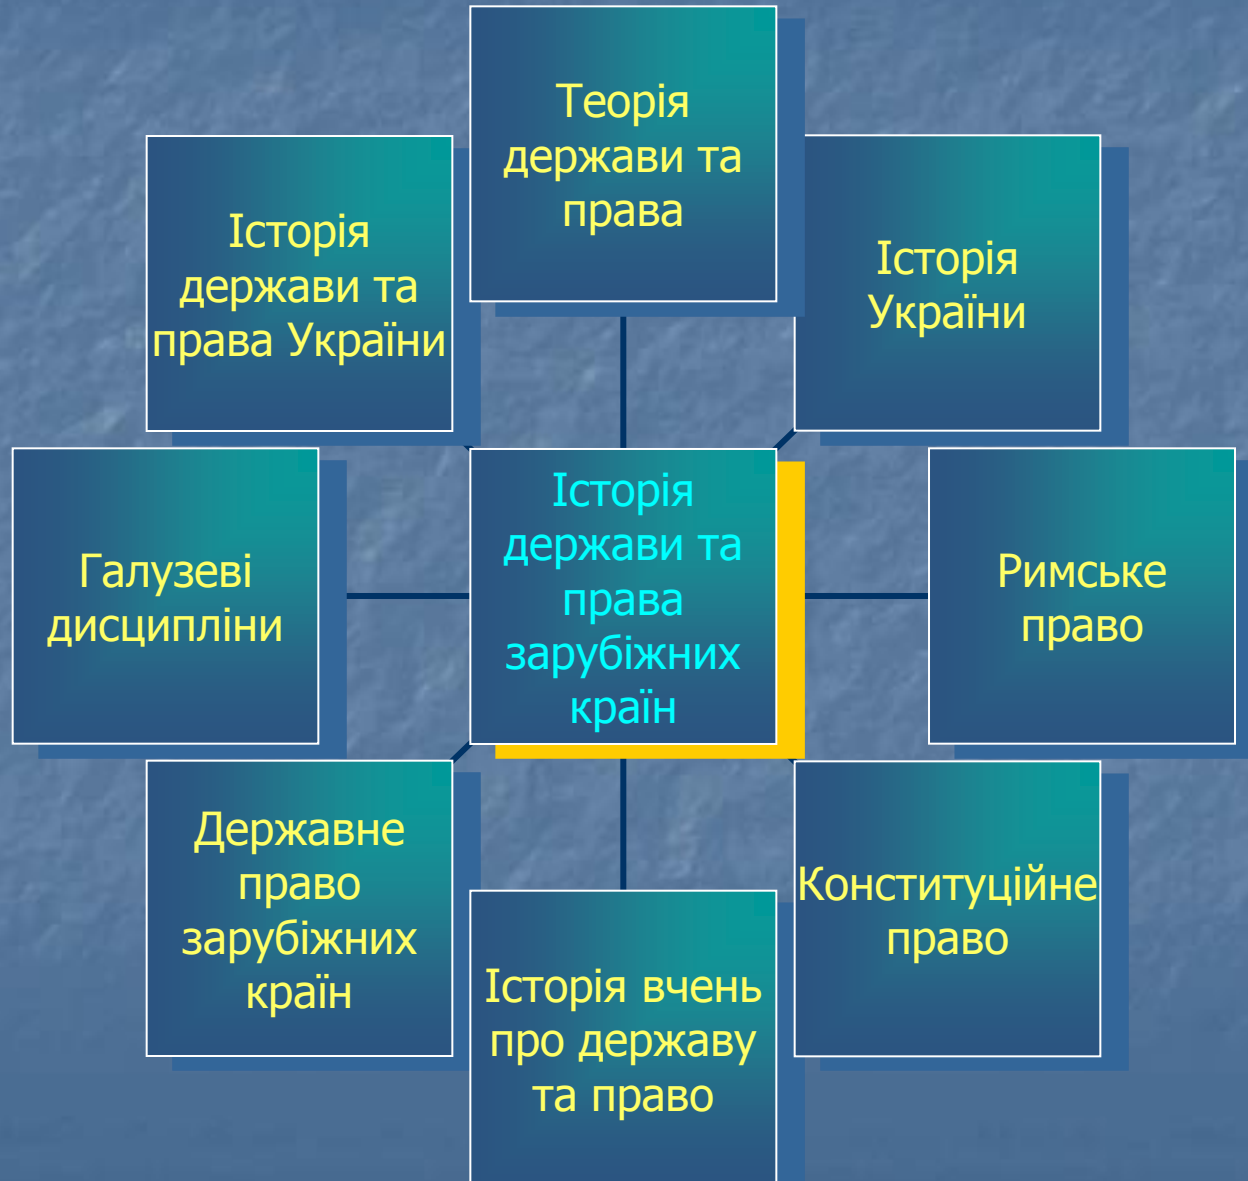 Теорія
держави та
права
Історія
держави та
права України
Історія
України
Історія
держави та
права
зарубіжних
країн
Галузеві
дисципліни
Римське
право
Державне
право
зарубіжних
країн
Конституційне
право
Історія вчень
про державу
та право